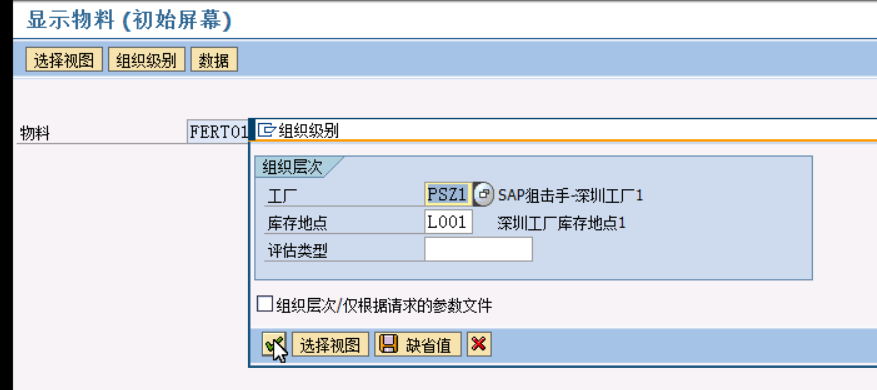 显示物料 (初始屏幕)
选择视图 组织级别 数据
物料 FERT01
组织级别
组织层次
工厂 PSZ1 SAP狙击手-深圳工厂1
库存地点 L001 深圳工厂库存地点1
评估类型
组织层次/仅根据请求的参数文件
选择视图 缺省值